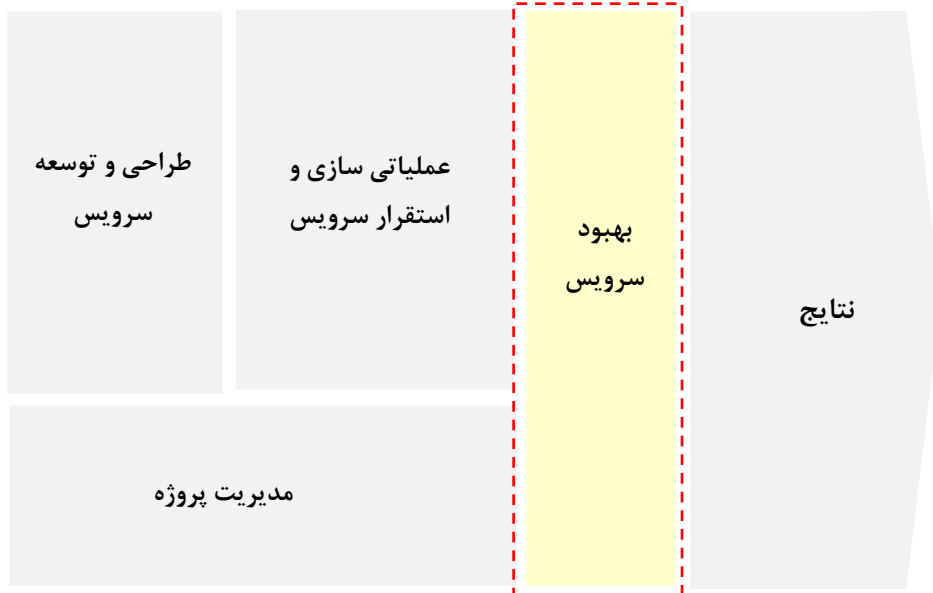 طراحی و توسعه
سرویس
عملیاتی سازی و
استقرار سرویس
بهبود
سرویس
نتایج
مدیریت پروژه